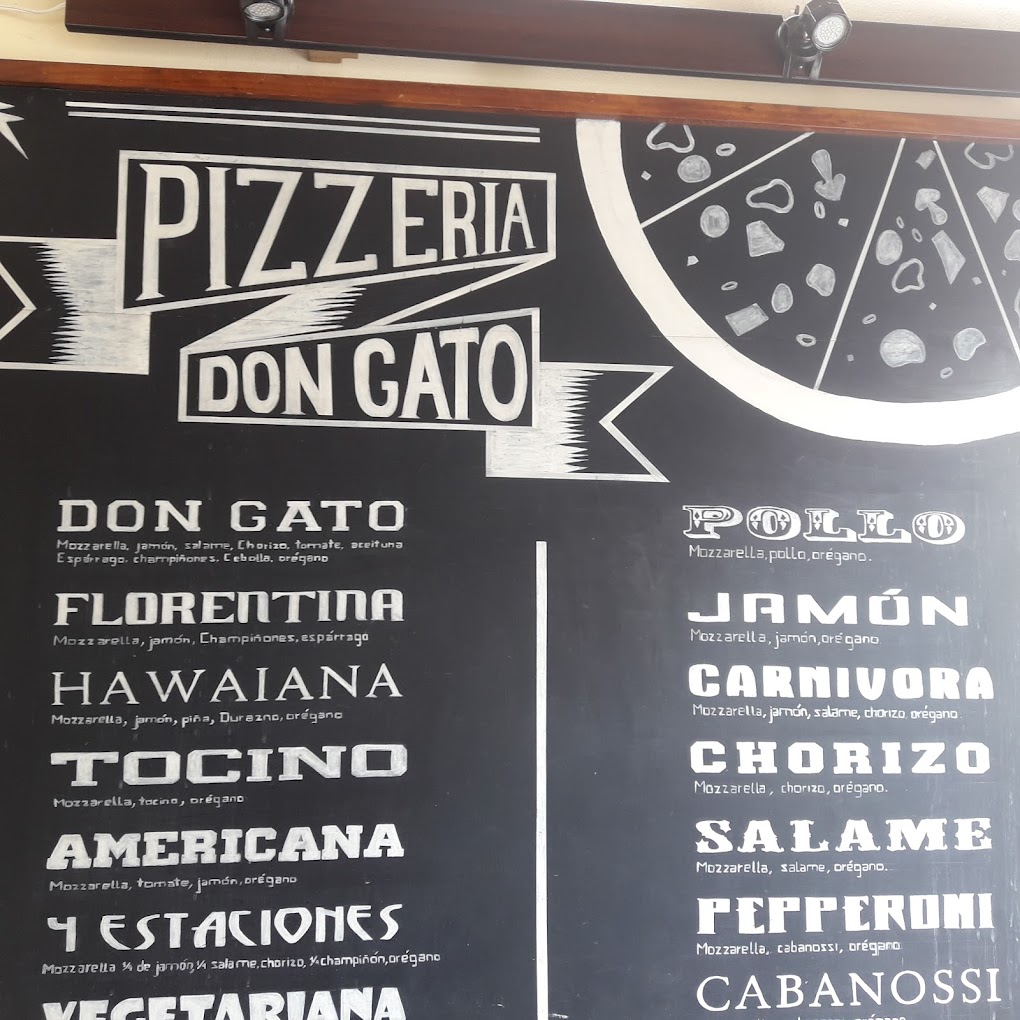 PIZZERIA
DON GATO
DON GATO
Mozzarella, jamón, salame, Chorizo, tomate, aceituna
Espárrago, champiñones, Cebolla, orégano
FLORENTINA
Mozzarella, jamón, Champiñones, espárrago
HAWAIANA
Mozzarella, jamón, piña, Durazno, orégano
TOCINO
Mozzarella, tocino, orégano
AMERICANA
Mozzarella, tomate, jamón, orégano
4 ESTACIONES
Mozzarella ¼ de jamón, ¼ salame, chorizo, ¼ champiñón, orégano
VEGETARIANA
POLLO
Mozzarella, pollo, orégano.
JAMÓN
Mozzarella, jamón, orégano
CARNIVORA
Mozzarella, jamón, salame, chorizo, orégano.
CHORIZO
Mozzarella, chorizo, orégano.
SALAME
Mozzarella, salame, orégano.
PEPPERONI
Mozzarella, cabanossi, orégano
CABANOSSI